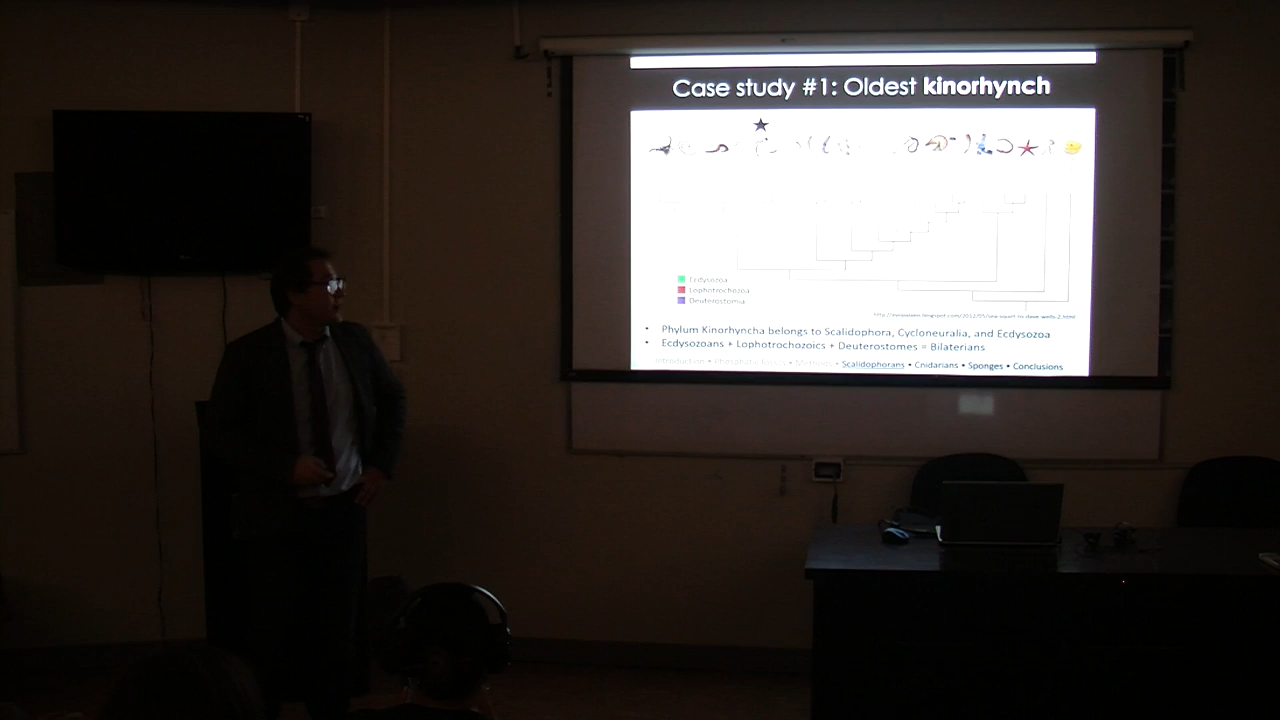 Case study #1: Oldest kinorhynch
Ecdysozoa
Lophotrochozoa
Deuterostomia
• Phylum Kinorhyncha belongs to Scalidophora, Cycloneuralia, and Ecdysozoa
• Ecdysozoans + Lophotrochozoics + Deuterostomes = Bilaterians
Introduction • Phosphatic fossils • Methods • Scalidophorans • Cnidarians • Sponges • Conclusions